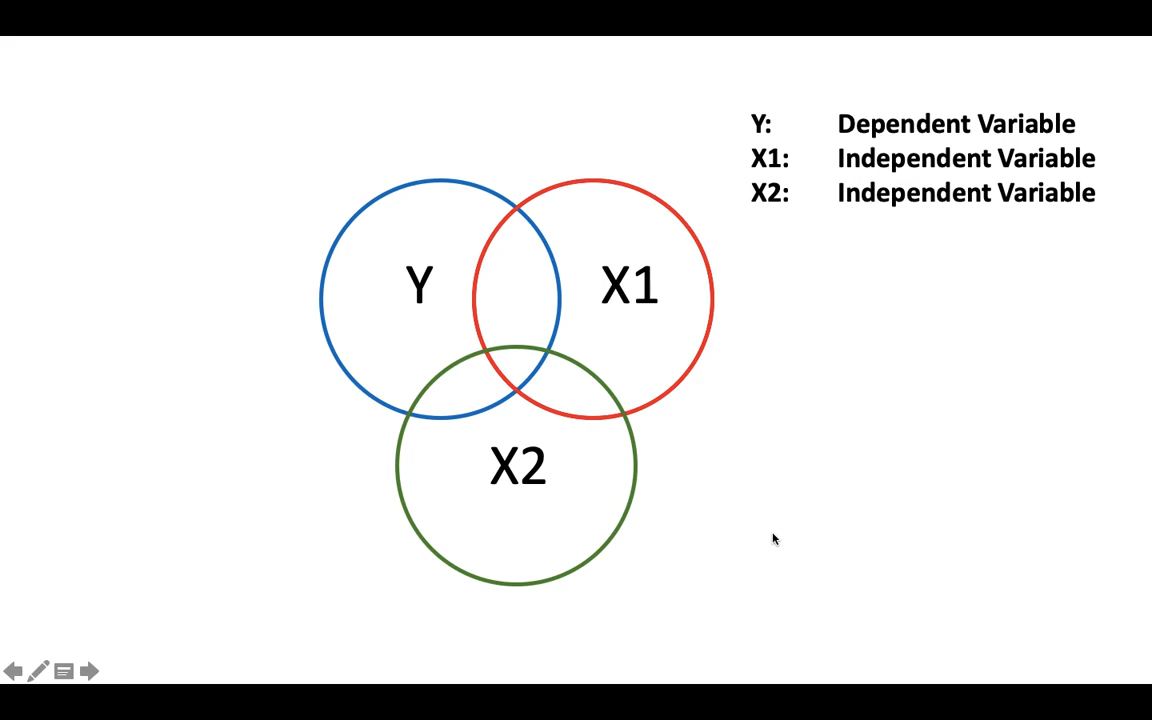 Y: Dependent Variable
X1: Independent Variable
X2: Independent Variable
Y
X1
X2